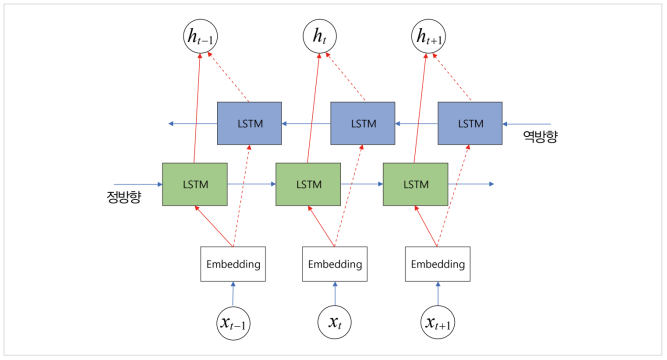 h_{t-1} h_t h_{t+1}
LSTM LSTM LSTM
역방향
LSTM LSTM LSTM
정방향
Embedding Embedding Embedding
x_{t-1} x_t x_{t+1}